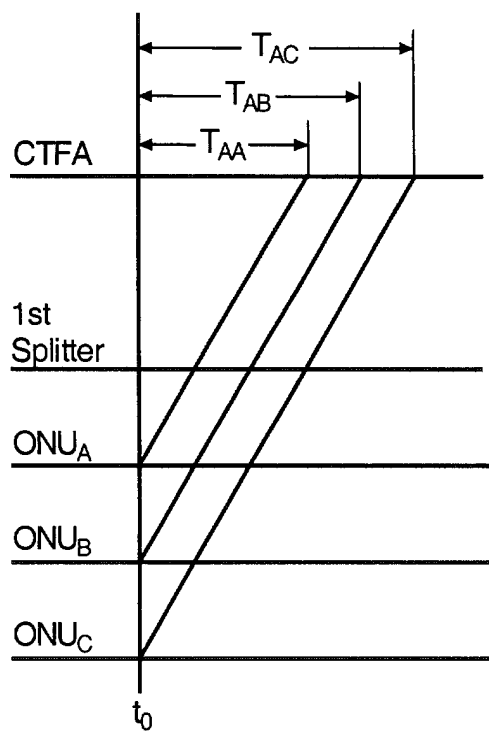 T_AC
T_AB
T_AA
CTFA
1st
Splitter
ONU_A
ONU_B
ONU_C
t_0